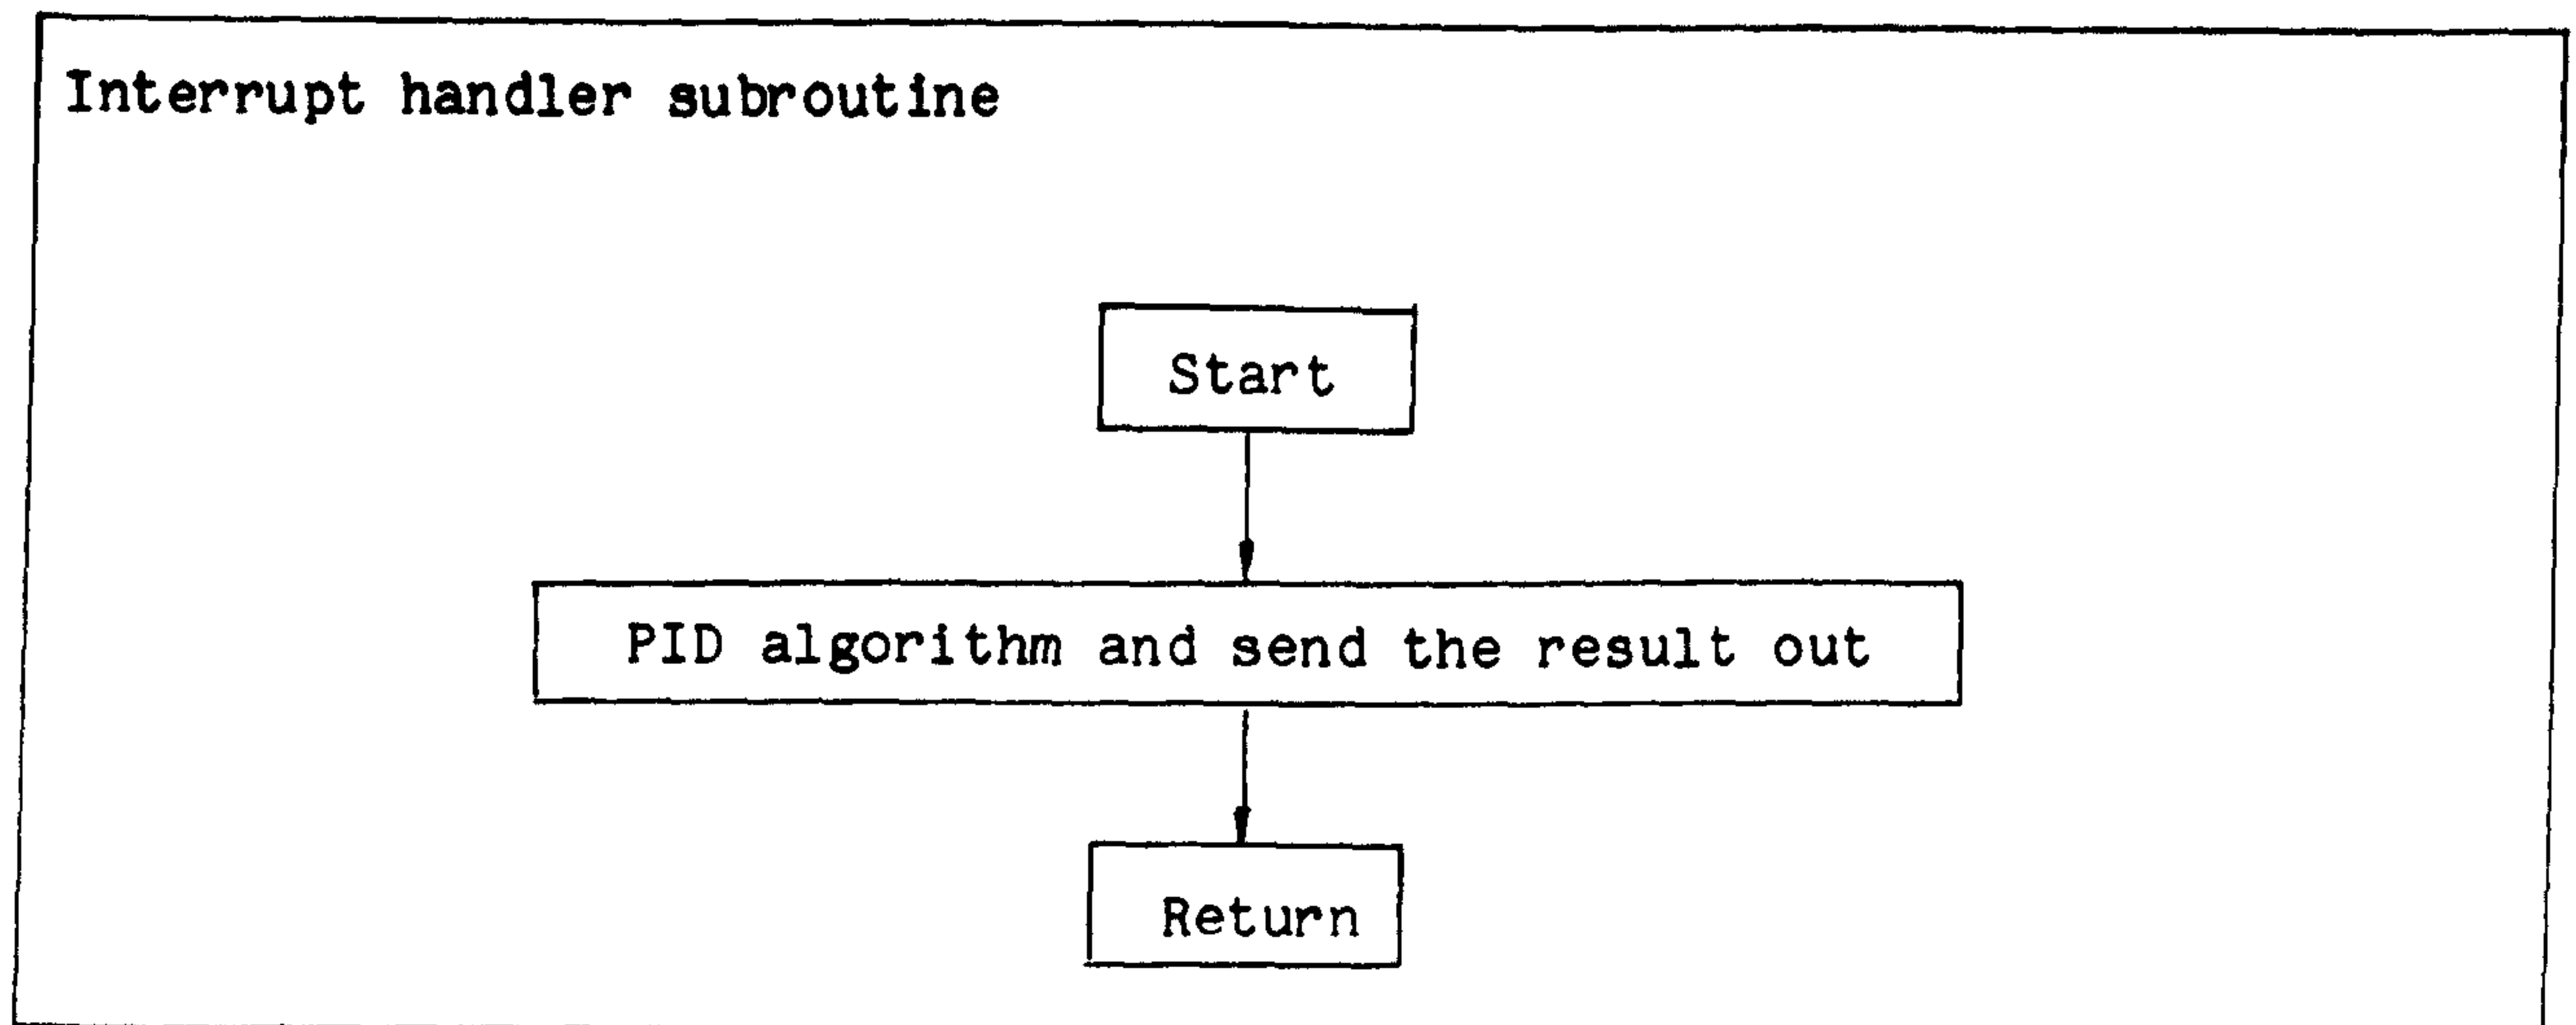 Interrupt handler subroutine
Start
PID algorithm and send the result out
Return